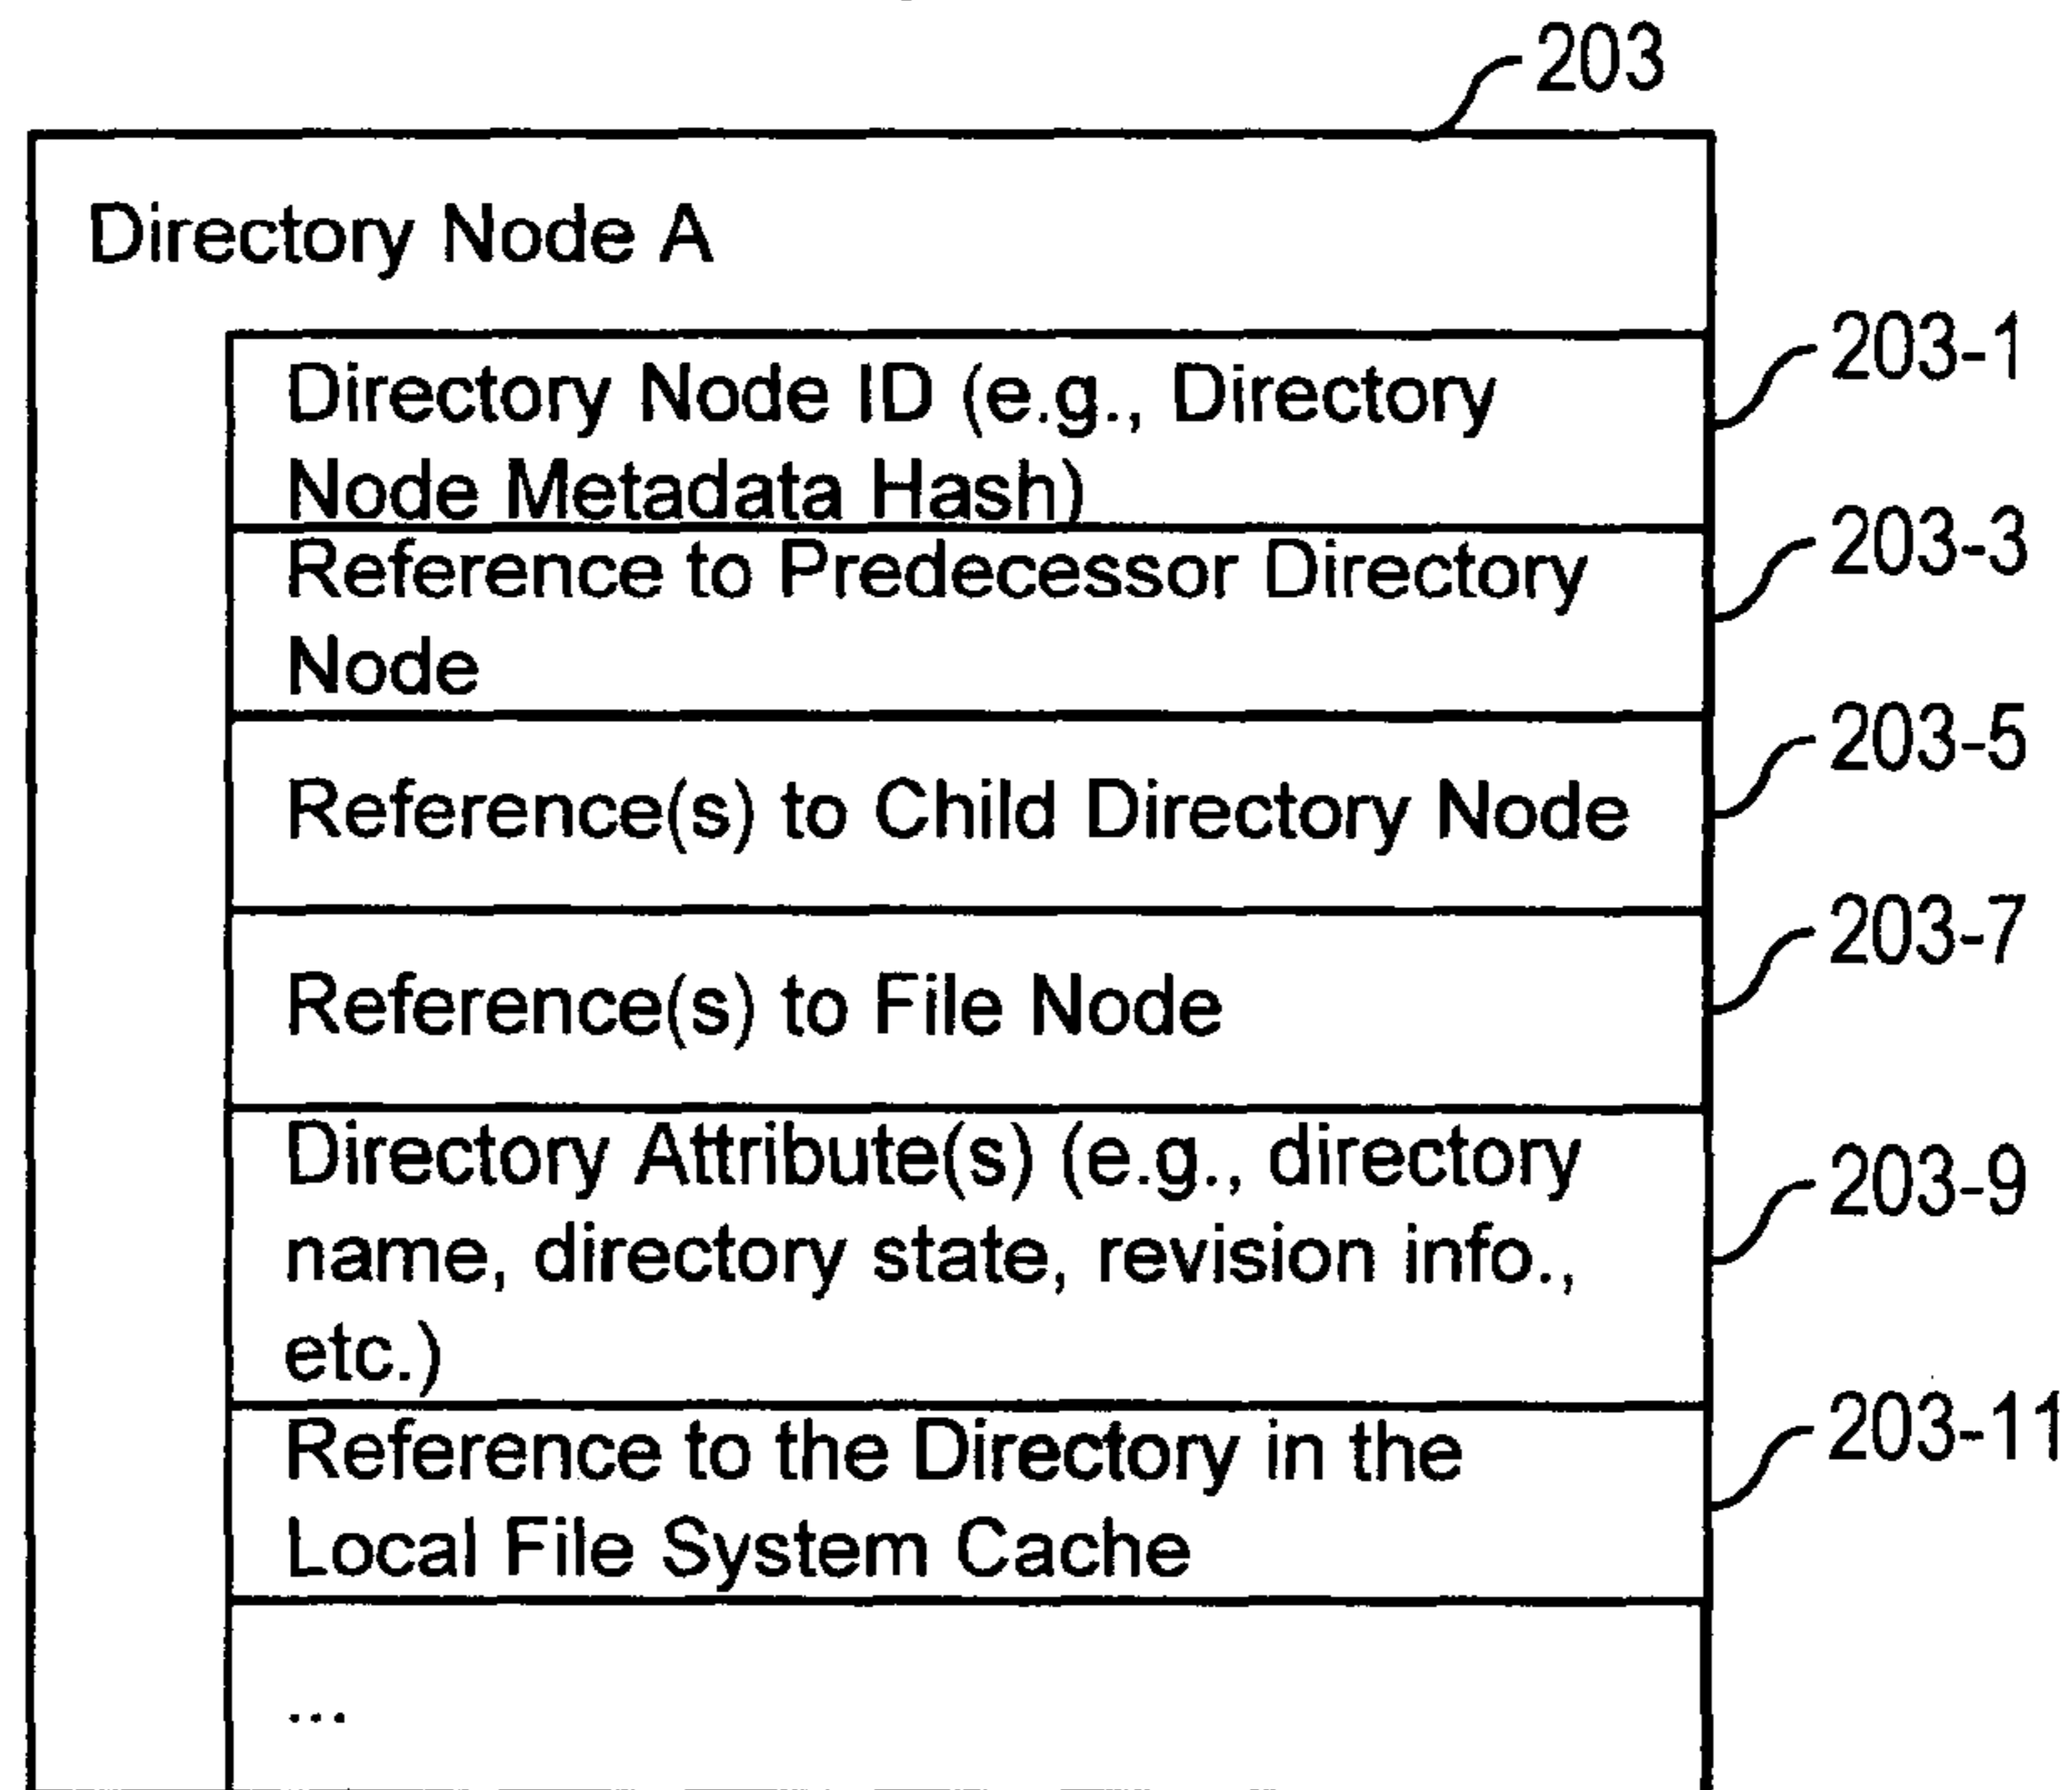 203
Directory Node A
Directory Node ID (e.g., Directory
Node Metadata Hash)
203-1
Reference to Predecessor Directory
Node
203-3
Reference(s) to Child Directory Node
203-5
Reference(s) to File Node
203-7
Directory Attribute(s) (e.g., directory
name, directory state, revision info.,
etc.)
203-9
Reference to the Directory in the
Local File System Cache
203-11
...